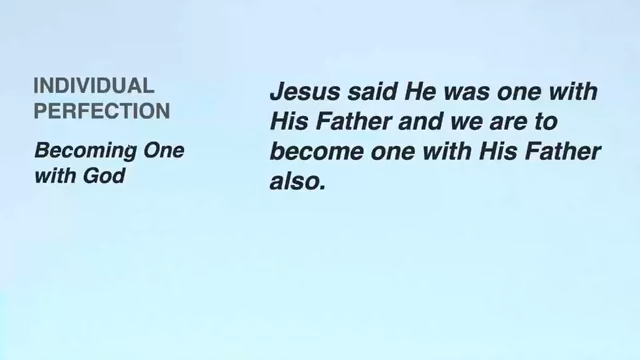 INDIVIDUAL
PERFECTION
Becoming One
with God
Jesus said He was one with
His Father and we are to
become one with His Father
also.